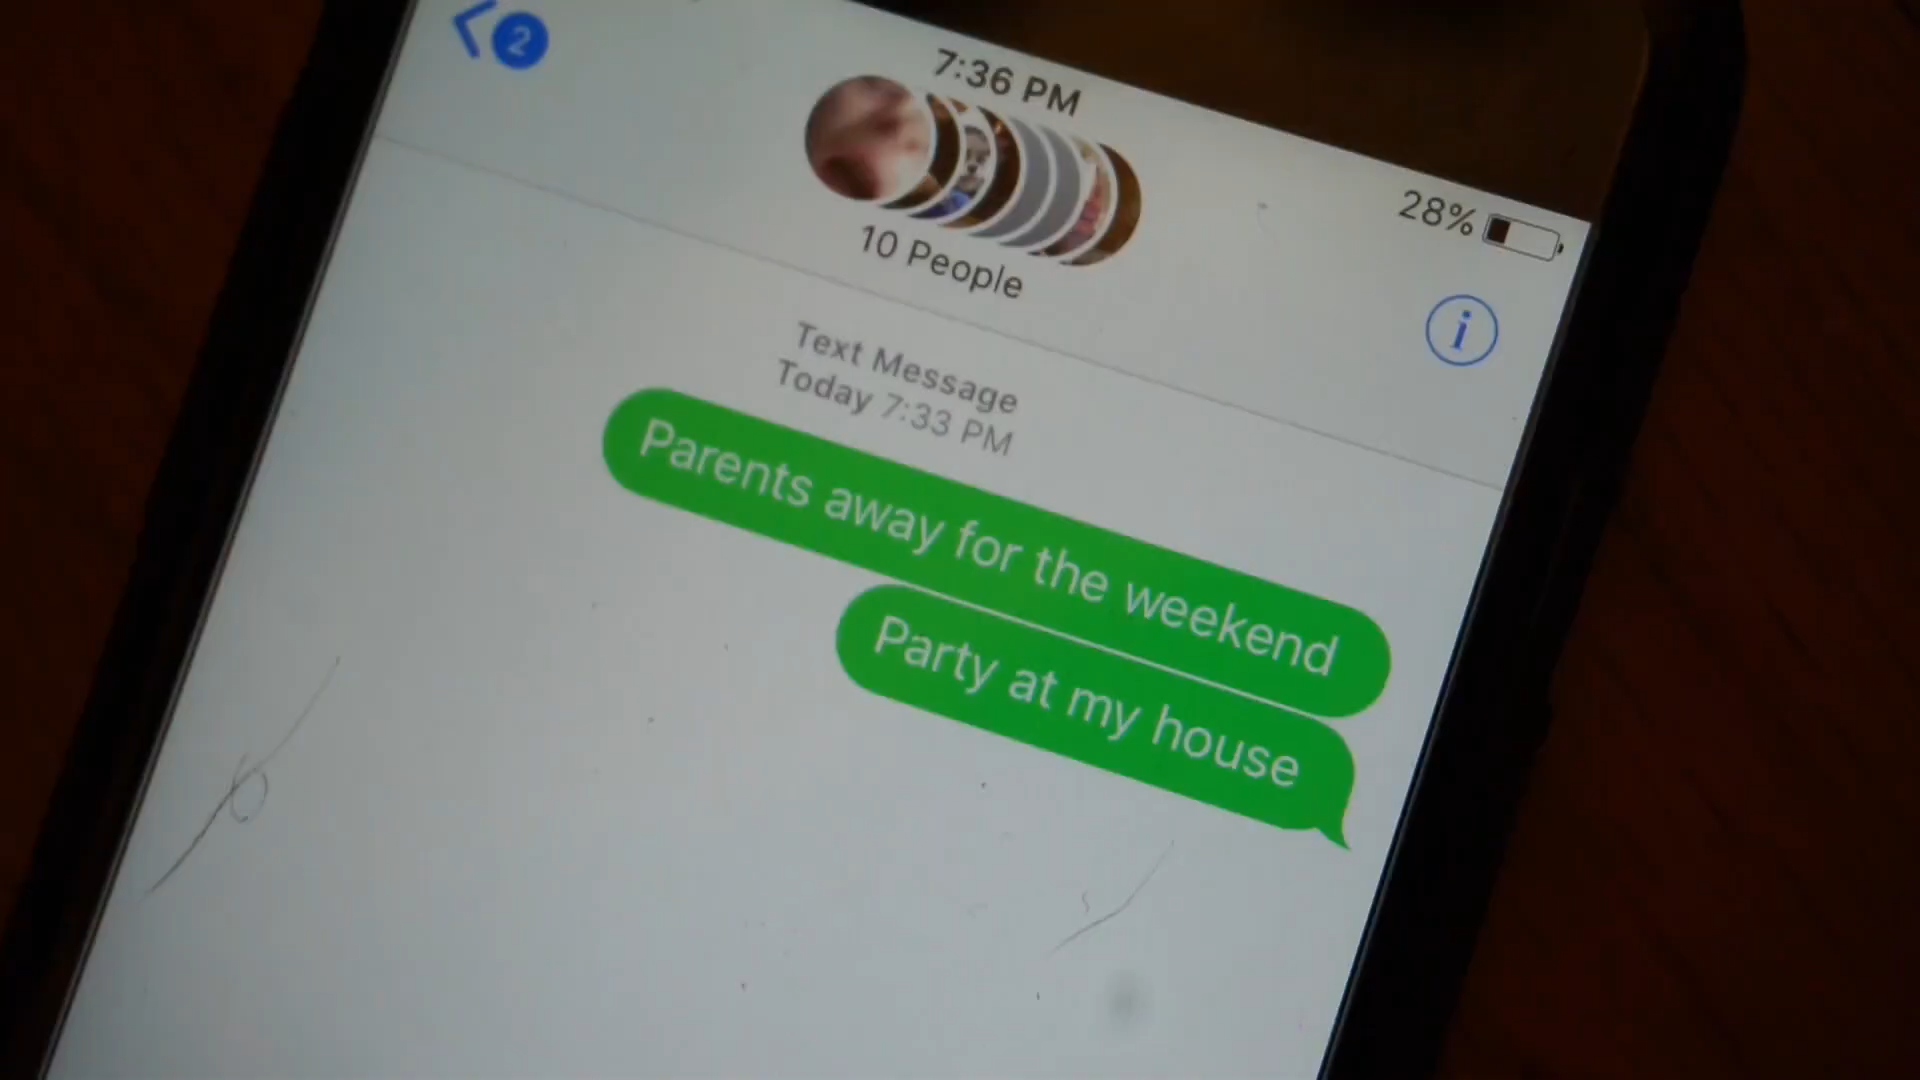 2
7:36 PM
28%
10 People
i
Text Message
Today 7:33 PM
Parents away for the weekend
Party at my house